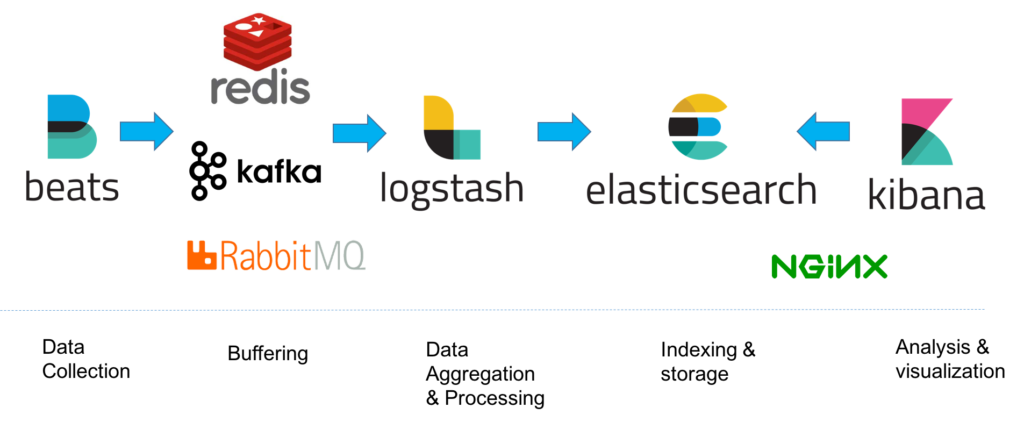 redis
beats
kafka
logstash
elasticsearch
kibana
RabbitMQ
NGINX
Data
Collection
Buffering
Data
Aggregation
& Processing
Indexing &
storage
Analysis &
visualization